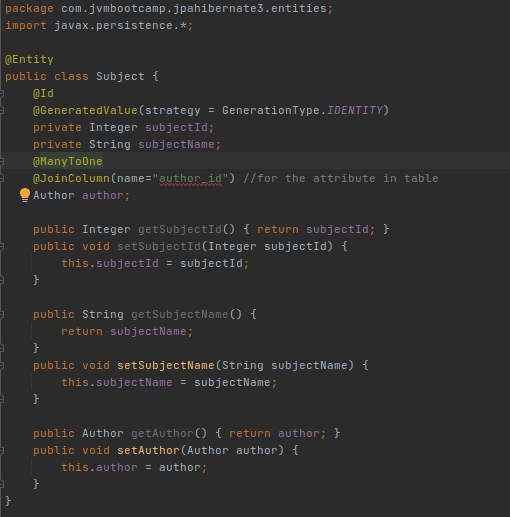 package com.jvmbootcamp.jpahibernate3.entities;
import javax.persistence.*;

@Entity
public class Subject {
    @Id
    @GeneratedValue(strategy = GenerationType.IDENTITY)
    private Integer subjectId;
    private String subjectName;
    @ManyToOne
    @JoinColumn(name="author_id") //for the attribute in table
    Author author;

    public Integer getSubjectId() { return subjectId; }
    public void setSubjectId(Integer subjectId) {
        this.subjectId = subjectId;
    }

    public String getSubjectName() {
        return subjectName;
    }
    public void setSubjectName(String subjectName) {
        this.subjectName = subjectName;
    }

    public Author getAuthor() { return author; }
    public void setAuthor(Author author) {
        this.author = author;
    }
}